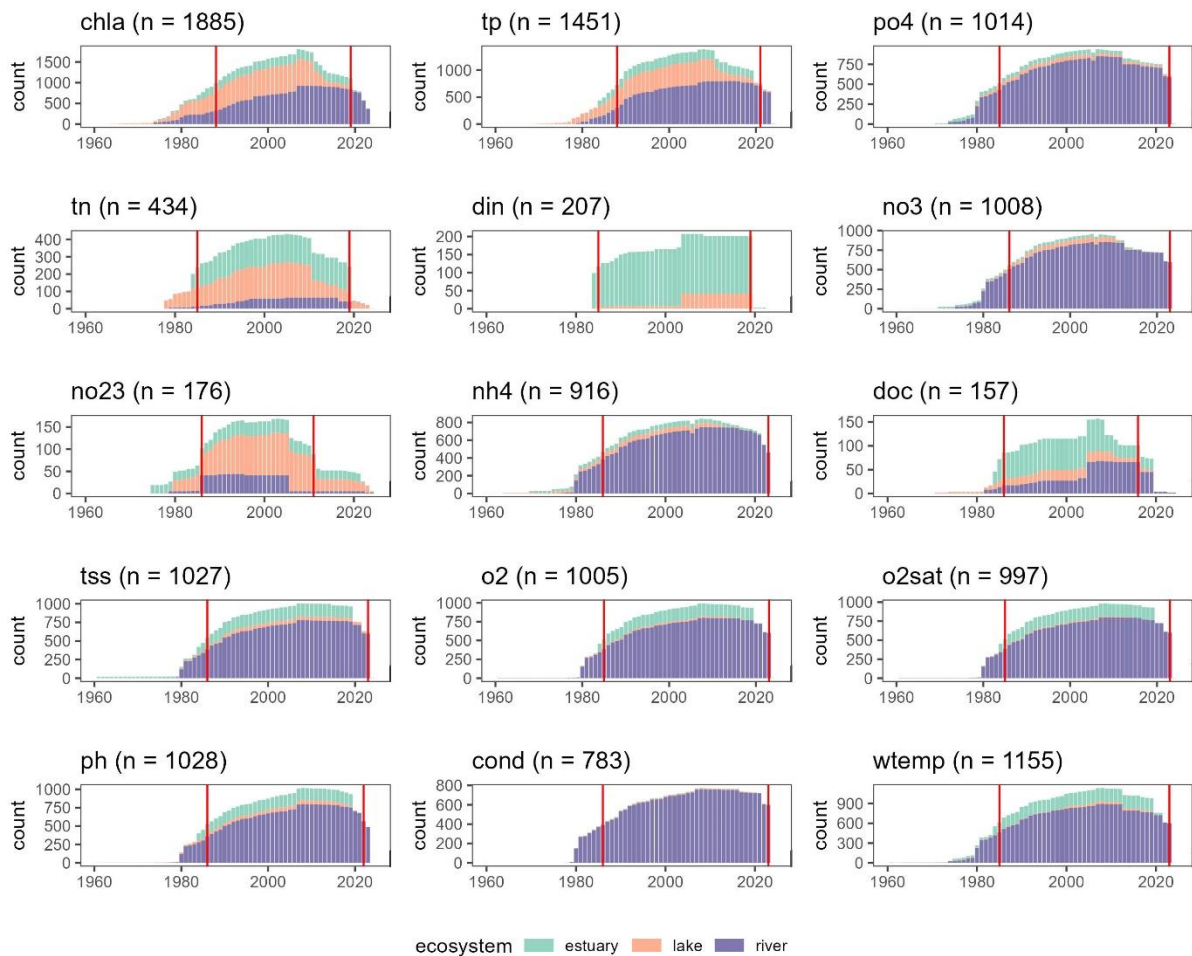 chla (n = 1885)
tp (n = 1451)
po4 (n = 1014)
count
1500
1000
500
0
1960 1980 2000 2020
count
1000
500
0
1960 1980 2000 2020
count
750
500
250
0
1960 1980 2000 2020
tn (n = 434)
din (n = 207)
no3 (n = 1008)
count
400
300
200
100
0
1960 1980 2000 2020
count
200
150
100
50
0
1960 1980 2000 2020
count
1000
750
500
250
0
1960 1980 2000 2020
no23 (n = 176)
nh4 (n = 916)
doc (n = 157)
count
150
100
50
0
1960 1980 2000 2020
count
800
600
400
200
0
1960 1980 2000 2020
count
150
100
50
0
1960 1980 2000 2020
tss (n = 1027)
o2 (n = 1005)
o2sat (n = 997)
count
1000
750
500
250
0
1960 1980 2000 2020
count
1000
750
500
250
0
1960 1980 2000 2020
count
1000
750
500
250
0
1960 1980 2000 2020
ph (n = 1028)
cond (n = 783)
wtemp (n = 1155)
count
1000
750
500
250
0
1960 1980 2000 2020
count
800
600
400
200
0
1960 1980 2000 2020
count
900
600
300
0
1960 1980 2000 2020
ecosystem estuary lake river